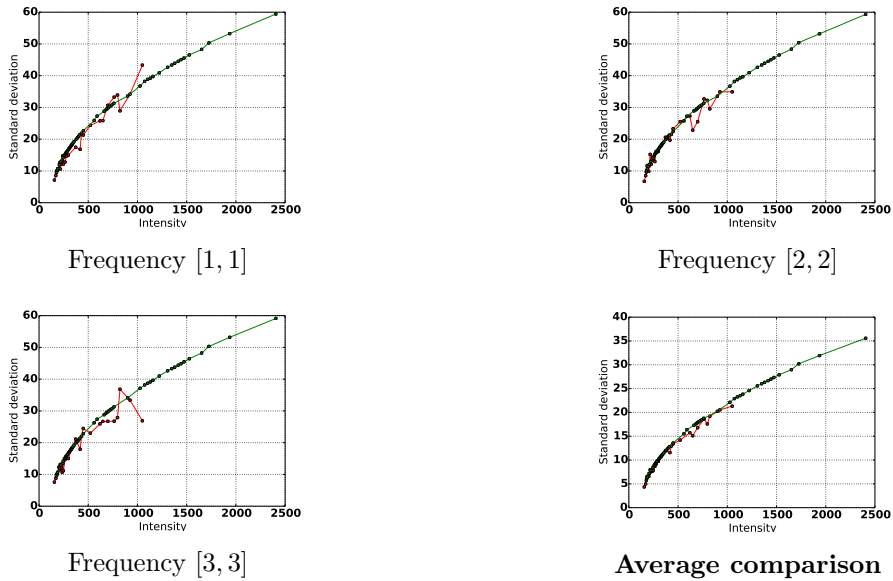 60
50
40
30
20
10
0
Standard deviation
0 500 1000 1500 2000 2500
Intensity
Frequency [1, 1]
60
50
40
30
20
10
0
Standard deviation
0 500 1000 1500 2000 2500
Intensity
Frequency [2, 2]
60
50
40
30
20
10
0
Standard deviation
0 500 1000 1500 2000 2500
Intensity
Frequency [3, 3]
40
35
30
25
20
15
10
5
0
Standard deviation
0 500 1000 1500 2000 2500
Intensity
Average comparison